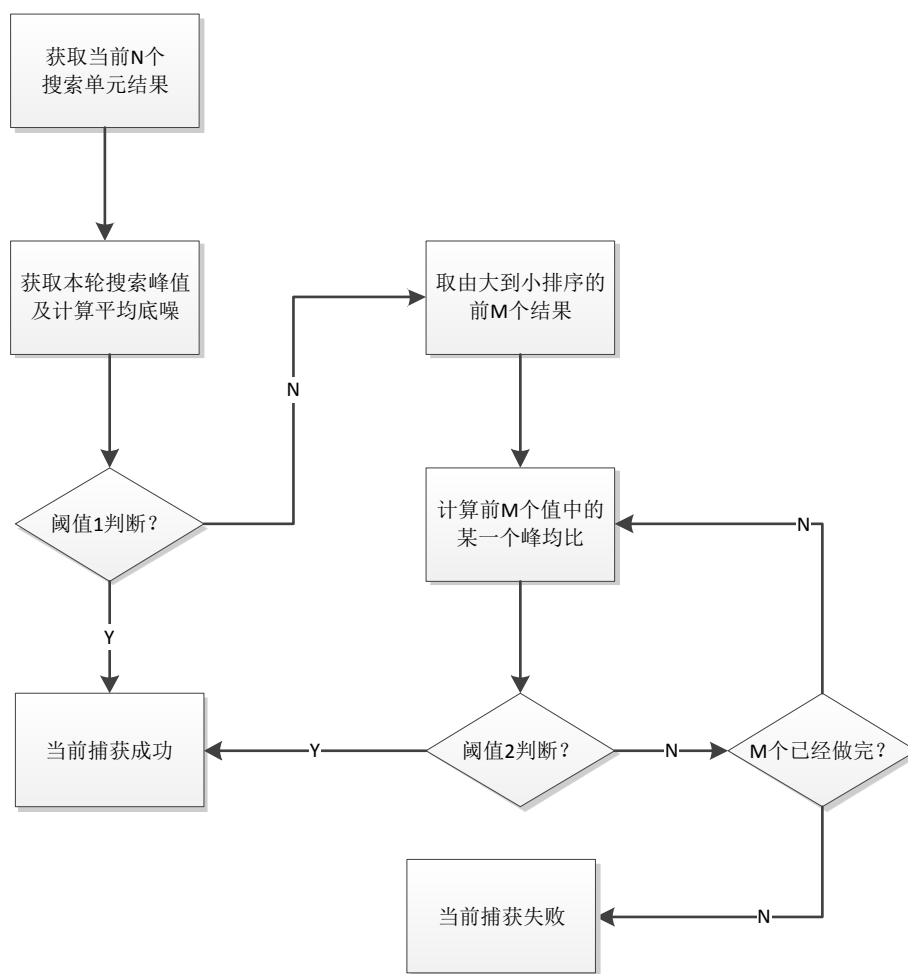 获取当前N个
搜索单元结果
获取本轮搜索峰值
及计算平均底噪
取由大到小排序的
前M个结果
N
阈值1判断？
计算前M个值中的
某一个峰均比
N
Y
当前捕获成功
Y
阈值2判断？
N
M个已经做完？
当前捕获失败
N